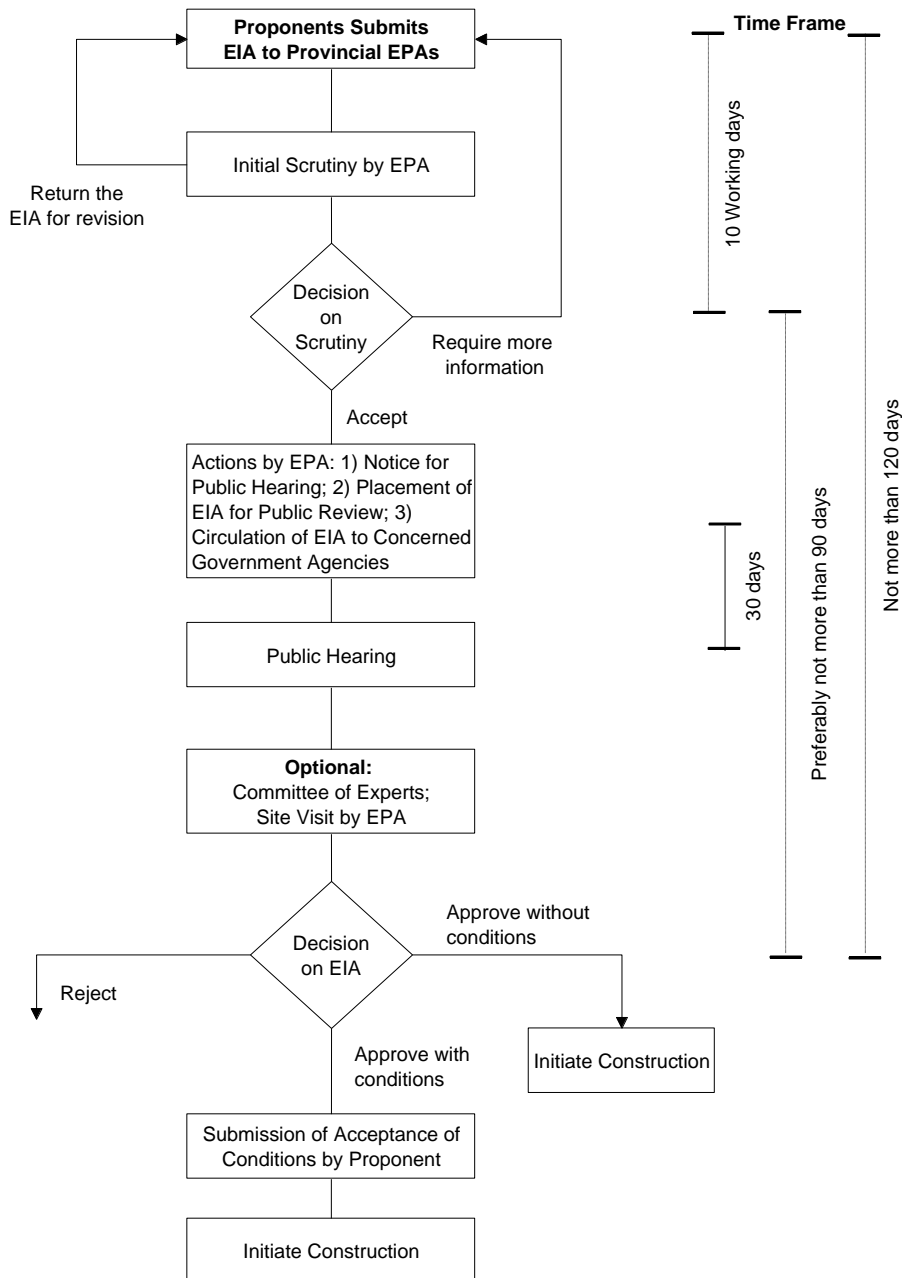 Proponents Submits
EIA to Provincial EPAs
Time Frame
Initial Scrutiny by EPA
Return the
EIA for revision
10 Working days
Decision
on
Scrutiny
Require more
information
Accept
Actions by EPA: 1) Notice for
Public Hearing; 2) Placement of
EIA for Public Review; 3)
Circulation of EIA to Concerned
Government Agencies
30 days
Preferably not more than 90 days
Not more than 120 days
Public Hearing
Optional:
Committee of Experts;
Site Visit by EPA
Decision
on EIA
Approve without
conditions
Reject
Initiate Construction
Approve with
conditions
Submission of Acceptance of
Conditions by Proponent
Initiate Construction